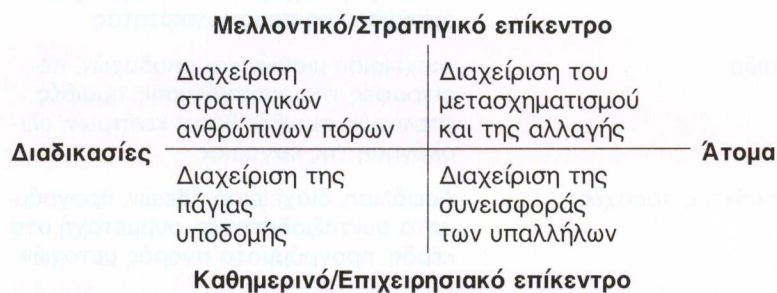 Μελλοντικό/Στρατηγικό επίκεντρο
Διαχείριση
στρατηγικών
ανθρώπινων πόρων
Διαχείριση του
μετασχηματισμού
και της αλλαγής
Διαδικασίες
Άτομα
Διαχείριση της
πάγιας
υποδομής
Διαχείριση της
συνεισφοράς
των υπαλλήλων
Καθημερινό/Επιχειρησιακό επίκεντρο